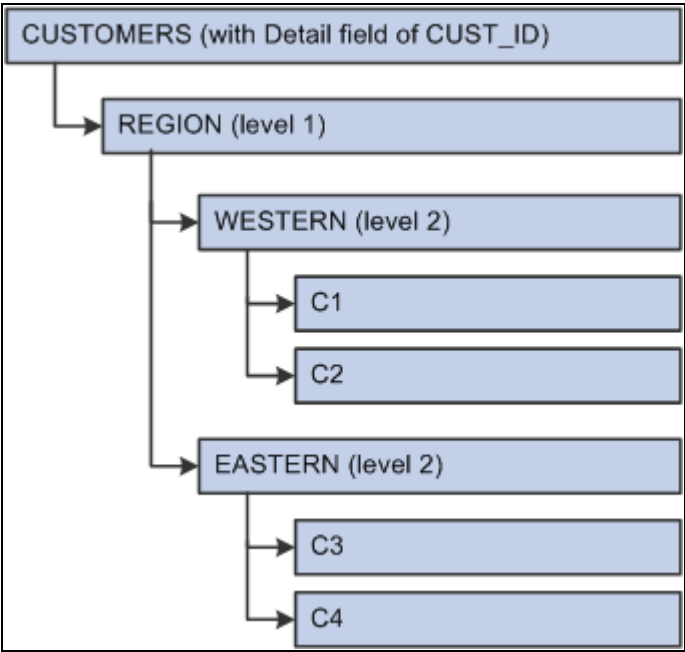 CUSTOMERS (with Detail field of CUST_ID)
REGION (level 1)
WESTERN (level 2)
C1
C2
EASTERN (level 2)
C3
C4